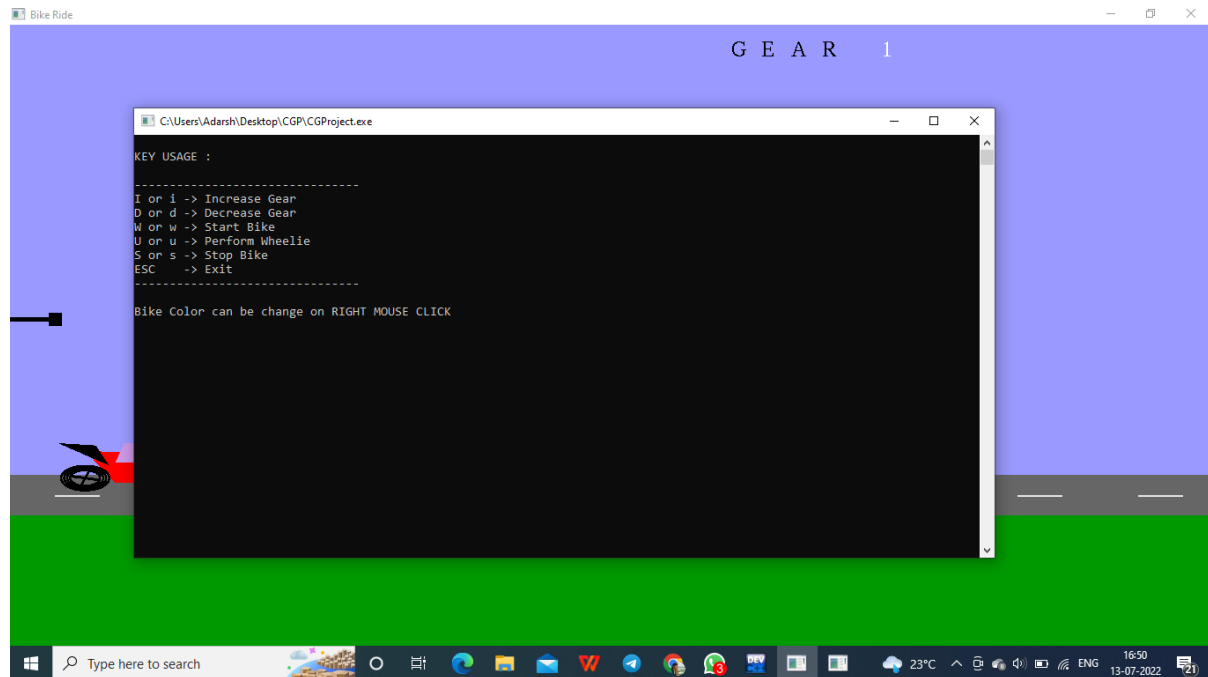 Bike Ride
G E A R 1
C:\Users\Adarsh\Desktop\CGP\CGProject.exe
KEY USAGE :
--------------------------------
I or i -> Increase Gear
D or d -> Decrease Gear
W or w -> Start Bike
U or u -> Perform Wheelie
S or s -> Stop Bike
ESC    -> Exit
--------------------------------
Bike Color can be change on RIGHT MOUSE CLICK
Type here to search
DEV
3
23°C
ENG
16:50
13-07-2022
21